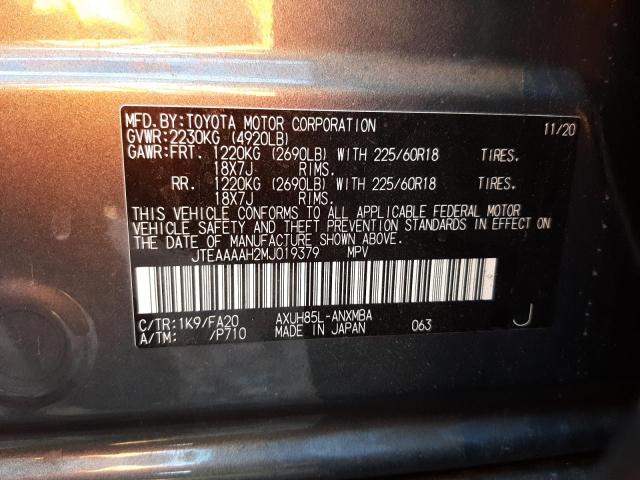 MFD.BY:TOYOTA MOTOR CORPORATION 11/20
GVWR:2230KG (4920LB)
GAWR:FRT. 1220KG (2690LB) WITH 225/60R18 TIRES.
18X7J RIMS.
RR. 1220KG (2690LB) WITH 225/60R18 TIRES.
18X7J RIMS.
THIS VEHICLE CONFORMS TO ALL APPLICABLE FEDERAL MOTOR
VEHICLE SAFETY AND THEFT PREVENTION STANDARDS IN EFFECT ON
THE DATE OF MANUFACTURE SHOWN ABOVE.
JTEAAAAH2MJ019379 MPV
C/TR:1K9/FA20 AXUH85L-ANXMBA
A/TM: /P710 MADE IN JAPAN 063 J